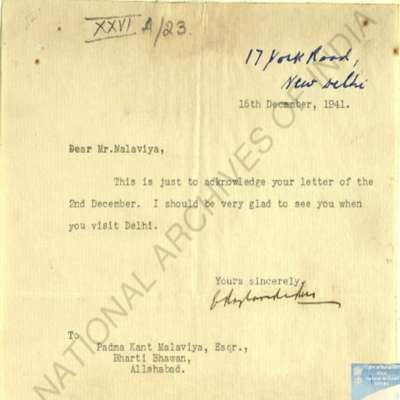 XXVI A/23.
17 York Road,
New Delhi
15th December, 1941.
Dear Mr.Malaviya,
This is just to acknowledge your letter of the
2nd December. I should be very glad to see you when
you visit Delhi.
Yours sincerely,
To
Padma Kant Malaviya, Esqr.,
Bharti Bhawan,
Allahabad.
NATIONAL ARCHIVES OF INDIA